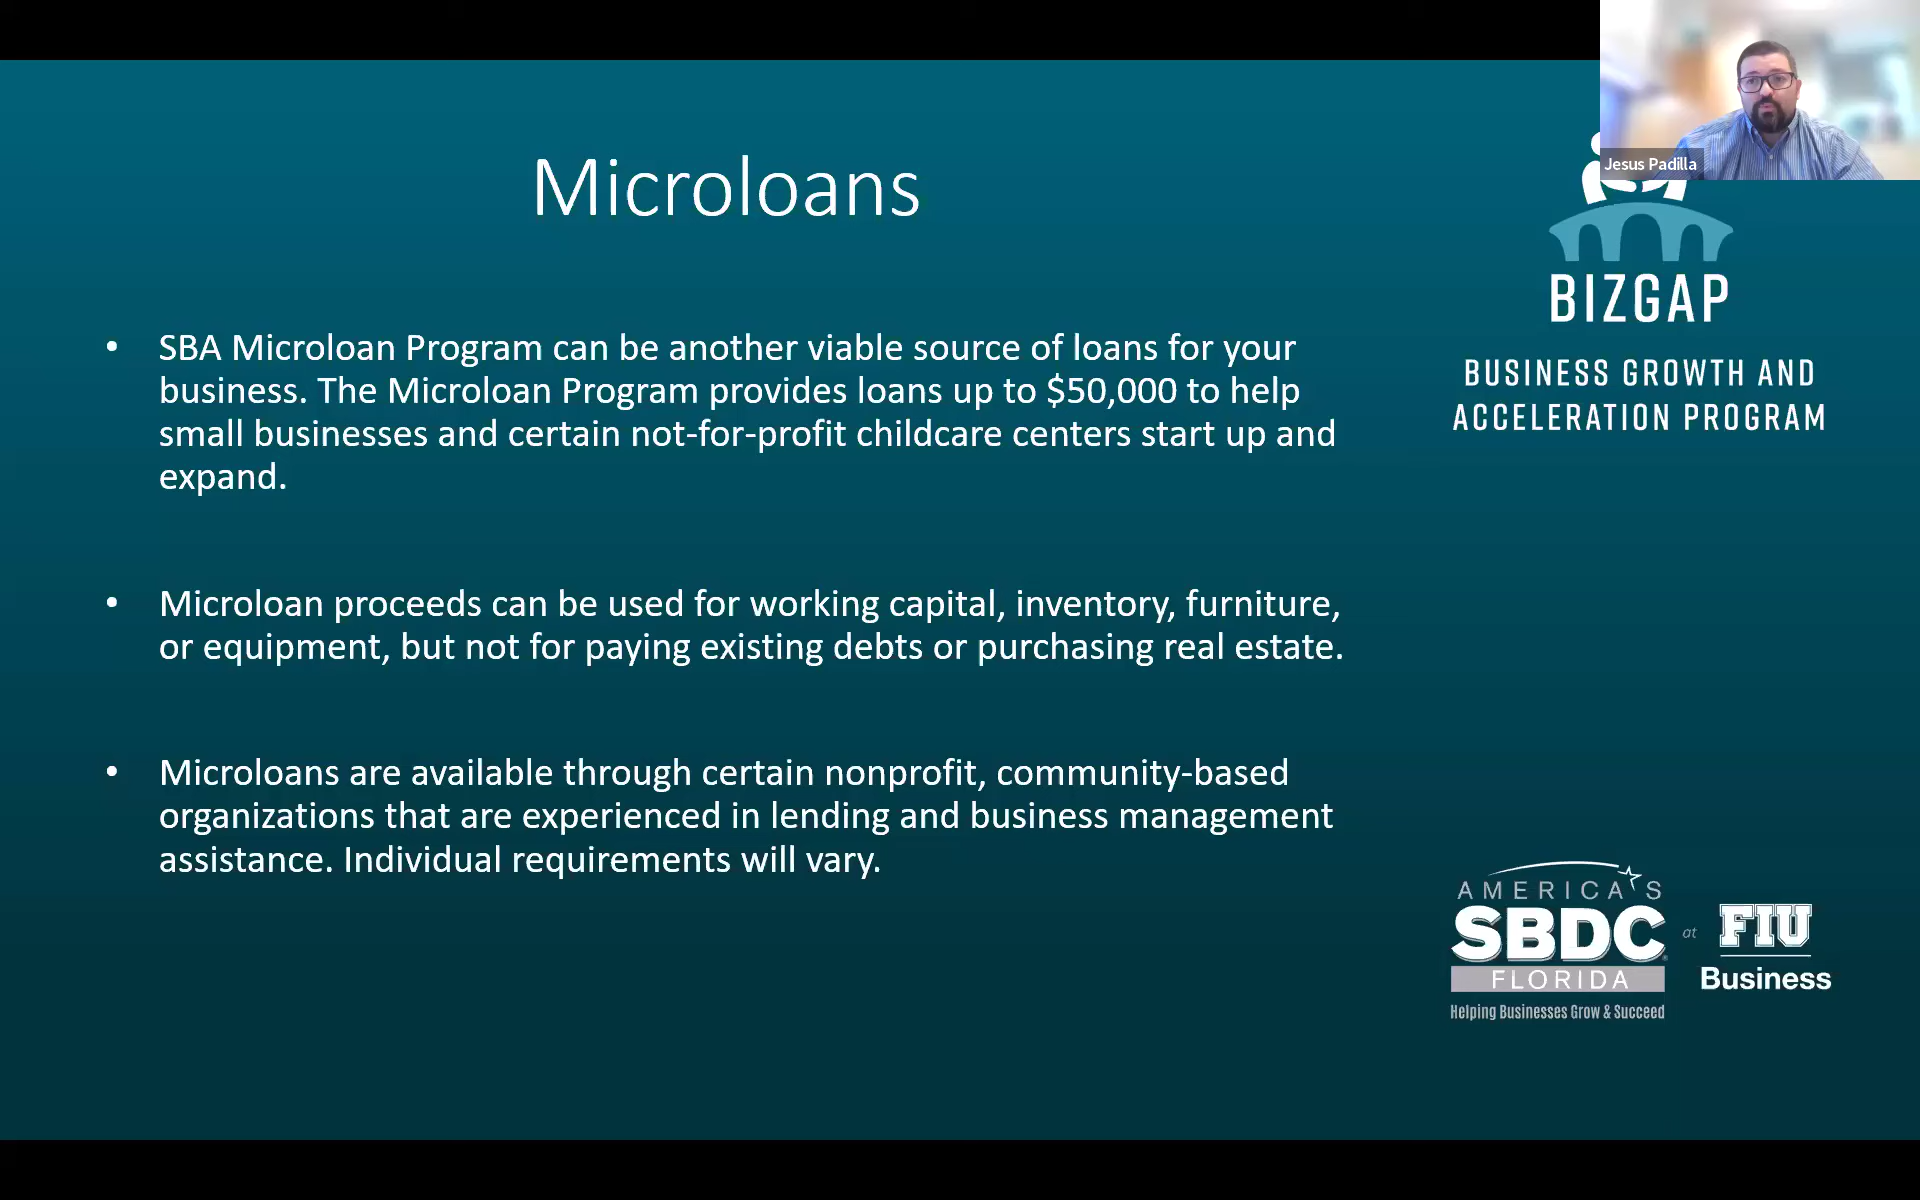 Microloans
• SBA Microloan Program can be another viable source of loans for your
business. The Microloan Program provides loans up to $50,000 to help
small businesses and certain not-for-profit childcare centers start up and
expand.
• Microloan proceeds can be used for working capital, inventory, furniture,
or equipment, but not for paying existing debts or purchasing real estate.
• Microloans are available through certain nonprofit, community-based
organizations that are experienced in lending and business management
assistance. Individual requirements will vary.
Jesus Padilla
BIZGAP
BUSINESS GROWTH AND
ACCELERATION PROGRAM
AMERICA'S
SBDC
FLORIDA
Helping Businesses Grow & Succeed
at
FIU
Business